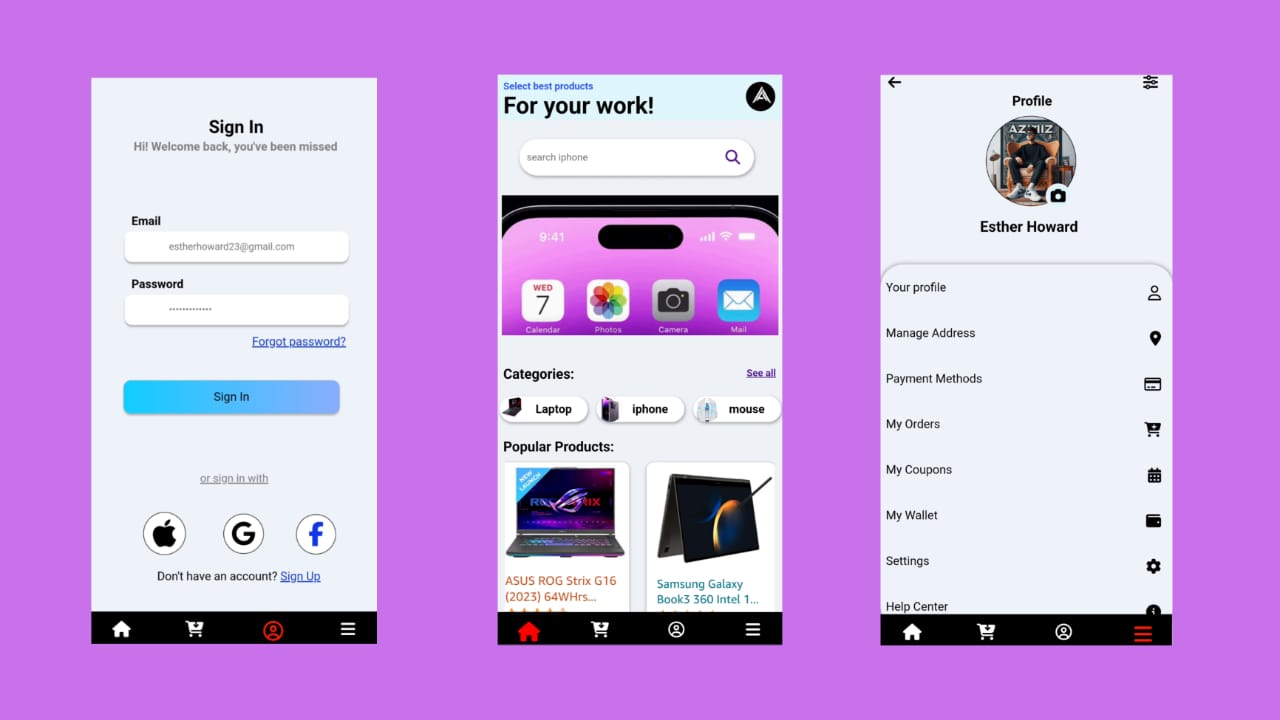 Sign In
Hi! Welcome back, you've been missed
Email
estherhoward23@gmail.com
Password
Forgot password?
Sign In
or sign in with
G
f
Don't have an account? Sign Up
Select best products
For your work!
search iphone
9:41
WED
7
Calendar
Photos
Camera
Mail
Categories:
See all
Laptop
iphone
mouse
Popular Products:
NEW LAUNCH
ROG STRIX
ASUS ROG Strix G16
(2023) 64WHrs...
Samsung Galaxy
Book3 360 Intel 1...
Profile
Esther Howard
Your profile
Manage Address
Payment Methods
My Orders
My Coupons
My Wallet
Settings
Help Center